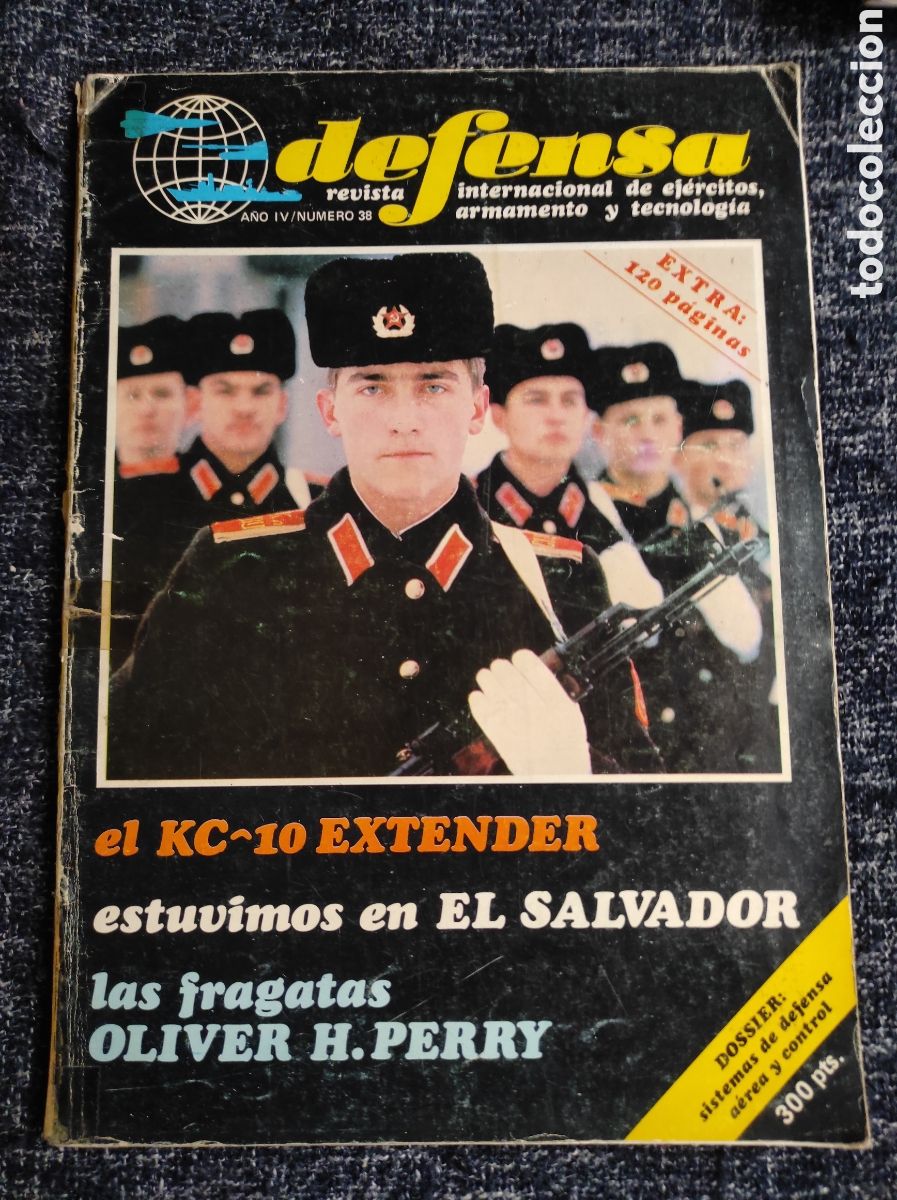 defensa
revista internacional de ejércitos,
armamento y tecnología
AÑO IV/NUMERO 38
EXTRA:
120 páginas
el KC-10 EXTENDER
estuvimos en EL SALVADOR
las fragatas
OLIVER H. PERRY
DOSSIER:
sistemas de defensa
aérea y control
300 pts.
todocoleccion